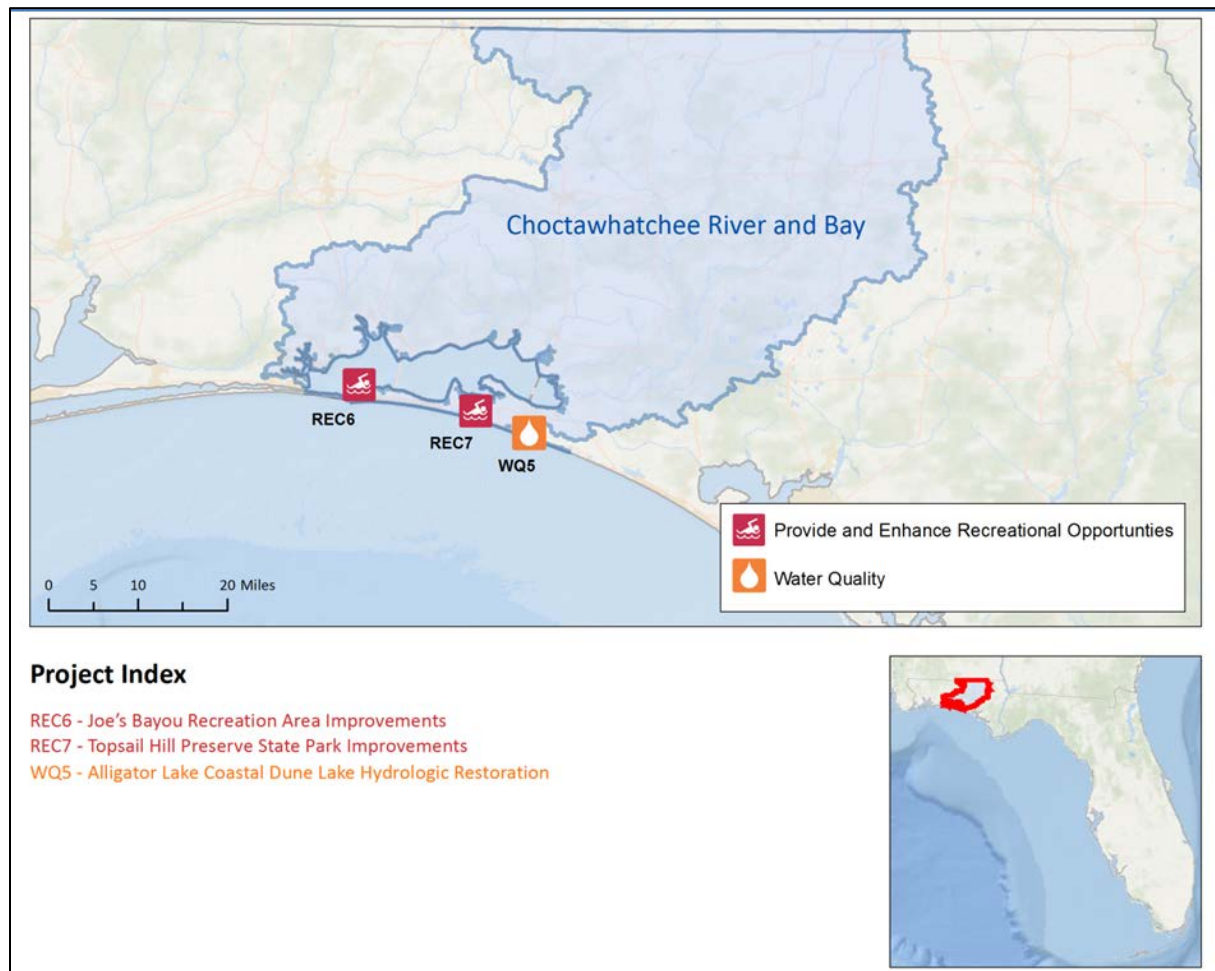 Choctawhatchee River and Bay
REC6
REC7
WQ5
Provide and Enhance Recreational Opportunties
Water Quality
0 5 10 20 Miles
Project Index
REC6 - Joe's Bayou Recreation Area Improvements
REC7 - Topsail Hill Preserve State Park Improvements
WQ5 - Alligator Lake Coastal Dune Lake Hydrologic Restoration